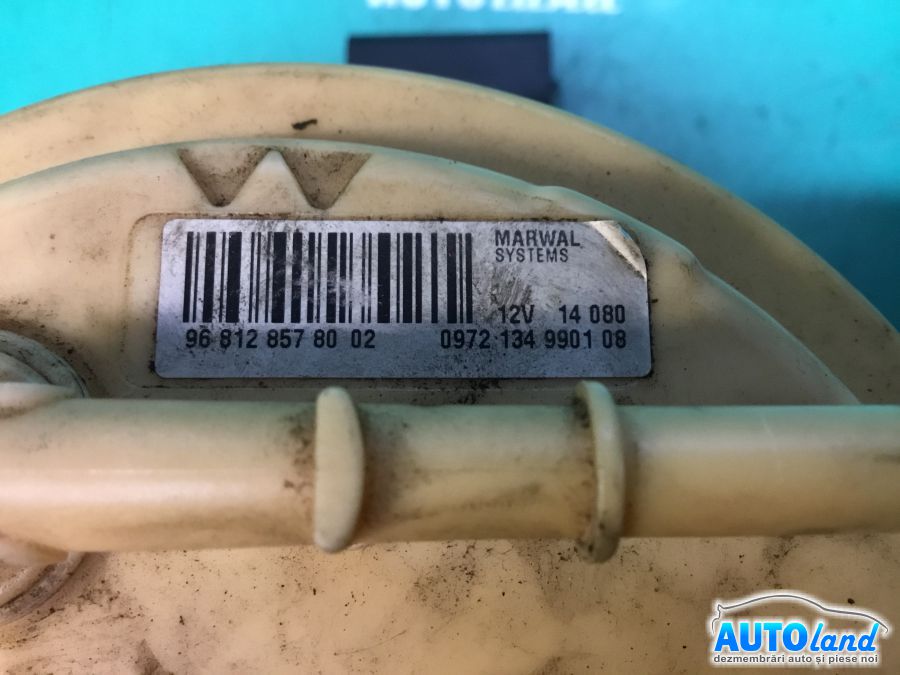 MARWAL
SYSTEMS
12V 14 080
96 812 857 80 02 0972 134 9901 08
AUTOland
dezmembrări auto și piese noi